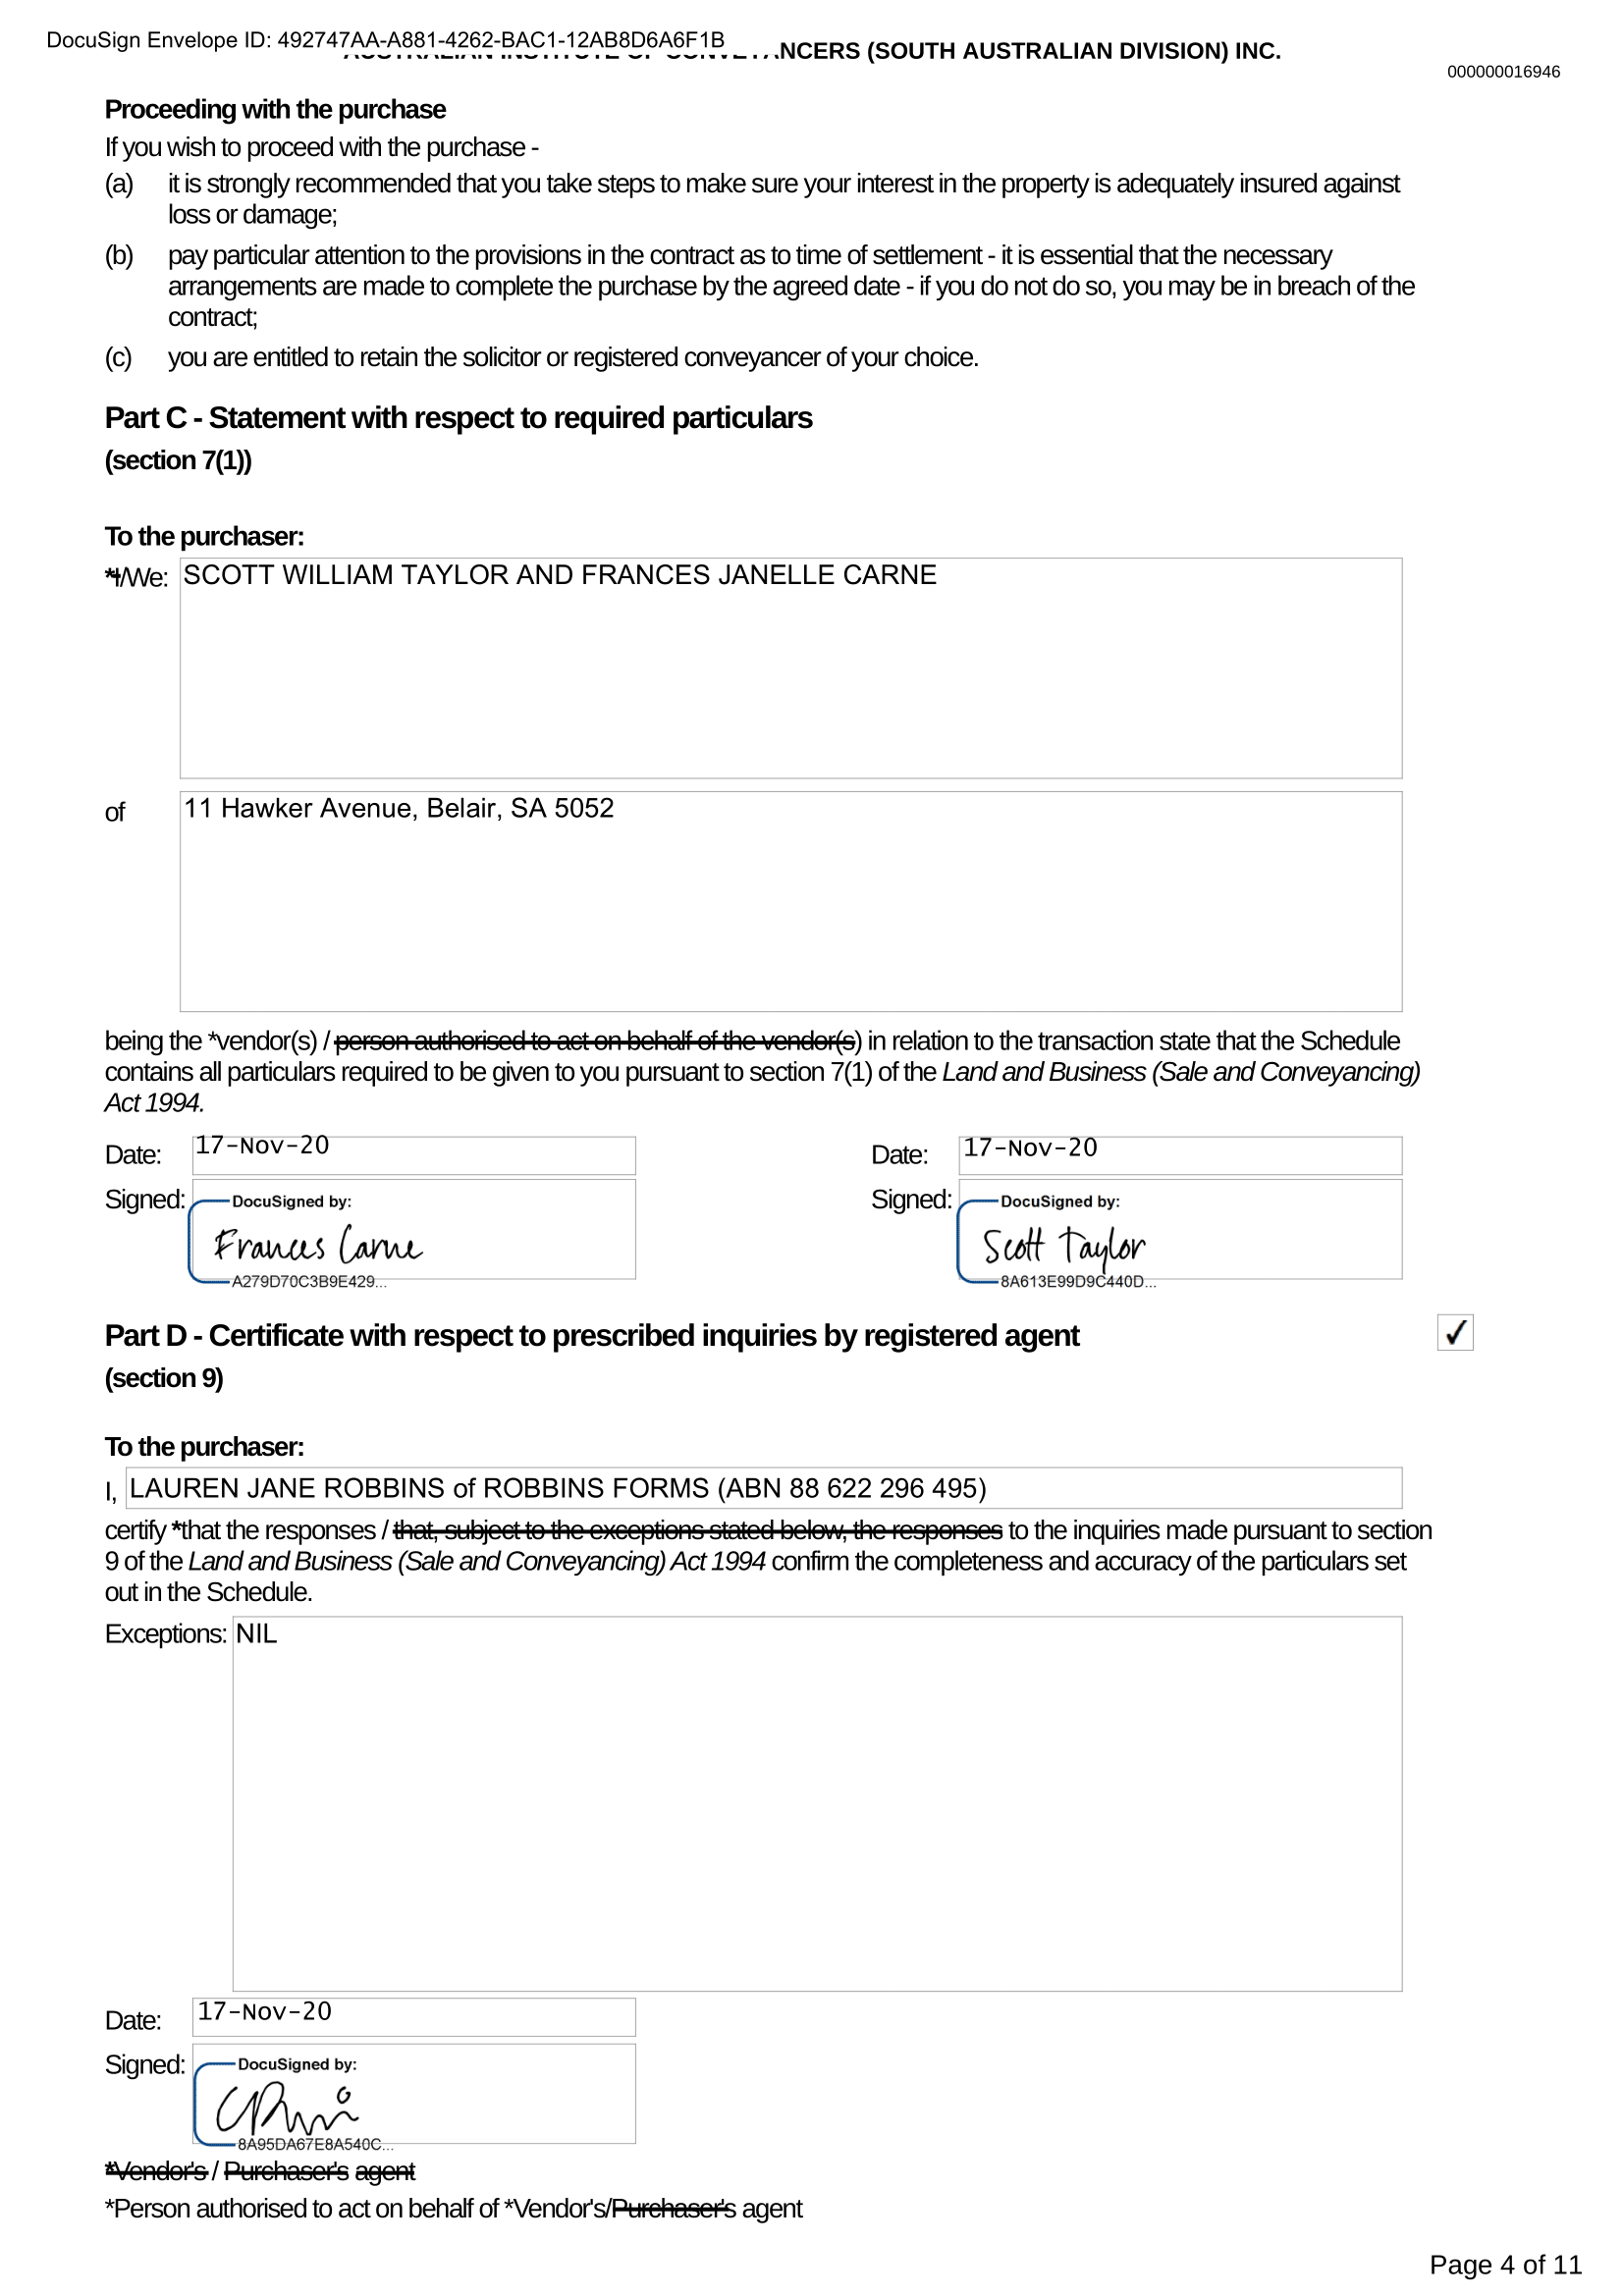 DocuSign Envelope ID: 492747AA-A881-4262-BAC1-12AB8D6A6F1B
AUSTRALIAN INSTITUTE OF CONVEYANCERS (SOUTH AUSTRALIAN DIVISION) INC.
000000016946
Proceeding with the purchase
If you wish to proceed with the purchase -
(a) it is strongly recommended that you take steps to make sure your interest in the property is adequately insured against
loss or damage;
(b) pay particular attention to the provisions in the contract as to time of settlement - it is essential that the necessary
arrangements are made to complete the purchase by the agreed date - if you do not do so, you may be in breach of the
contract;
(c) you are entitled to retain the solicitor or registered conveyancer of your choice.
Part C - Statement with respect to required particulars
(section 7(1))
To the purchaser:
*I/We: SCOTT WILLIAM TAYLOR AND FRANCES JANELLE CARNE
of 11 Hawker Avenue, Belair, SA 5052
being the *vendor(s) / person authorised to act on behalf of the vendor(s) in relation to the transaction state that the Schedule
contains all particulars required to be given to you pursuant to section 7(1) of the Land and Business (Sale and Conveyancing)
Act 1994.
Date: 17-Nov-20 Date: 17-Nov-20
Signed: DocuSigned by: Signed: DocuSigned by:
Frances Carne Scott Taylor
A279D70C3B9E429... 8A613E99D9C440D...
Part D - Certificate with respect to prescribed inquiries by registered agent ✓
(section 9)
To the purchaser:
I, LAUREN JANE ROBBINS of ROBBINS FORMS (ABN 88 622 296 495)
certify *that the responses / that, subject to the exceptions stated below, the responses to the inquiries made pursuant to section
9 of the Land and Business (Sale and Conveyancing) Act 1994 confirm the completeness and accuracy of the particulars set
out in the Schedule.
Exceptions: NIL
Date: 17-Nov-20
Signed: DocuSigned by:
8A95DA67E8A540C...
*Vendor's / Purchaser's agent
*Person authorised to act on behalf of *Vendor's/Purchaser's agent
Page 4 of 11